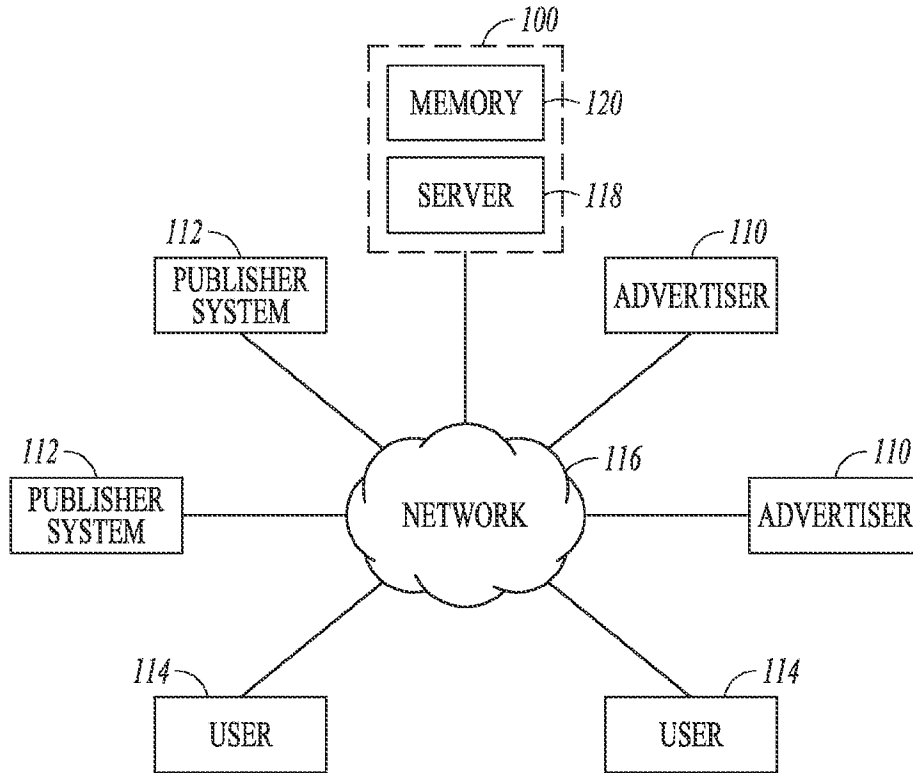 100
MEMORY
120
SERVER
118
112
PUBLISHER
SYSTEM
110
ADVERTISER
116
NETWORK
112
PUBLISHER
SYSTEM
110
ADVERTISER
114
USER
114
USER